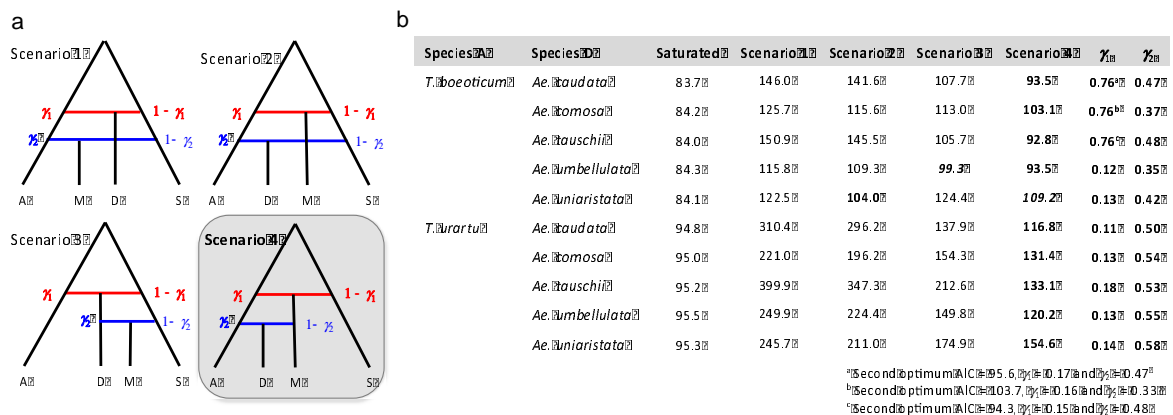 a
b
Scenario 1
Scenario 2
γ1 1 - γ1
γ2 1 - γ2
A M D S
γ1 1 - γ1
γ2 1 - γ2
A D M S
Scenario 3
Scenario 4
γ1 1 - γ1
γ2 1 - γ2
A D M S
γ1 1 - γ1
γ2 1 - γ2
A D M S
Species A Species D Saturated Scenario 1 Scenario 2 Scenario 3 Scenario 4 γ1 γ2
T. boeoticum Ae. caudata 83.7 146.0 141.6 107.7 93.5 0.76a 0.47
Ae. comosa 84.2 125.7 115.6 113.0 103.1 0.76b 0.37
Ae. tauschii 84.0 150.9 145.5 105.7 92.8 0.76c 0.48
Ae. umbellulata 84.3 115.8 109.3 99.3 93.5 0.12 0.35
Ae. uniaristata 84.1 122.5 104.0 124.4 109.2 0.13 0.42
T. urartu Ae. caudata 94.8 310.4 296.2 137.9 116.8 0.11 0.50
Ae. comosa 95.0 221.0 196.2 154.3 131.4 0.13 0.54
Ae. tauschii 95.2 399.9 347.3 212.6 133.1 0.18 0.53
Ae. umbellulata 95.5 249.9 224.4 149.8 120.2 0.13 0.55
Ae. uniaristata 95.3 245.7 211.0 174.9 154.6 0.14 0.58
a Second optimum AIC = 95.6, γ1 = 0.17 and γ2 = 0.47
b Second optimum AIC = 103.7, γ1 = 0.16 and γ2 = 0.33
c Second optimum AIC = 94.3, γ1 = 0.15 and γ2 = 0.48